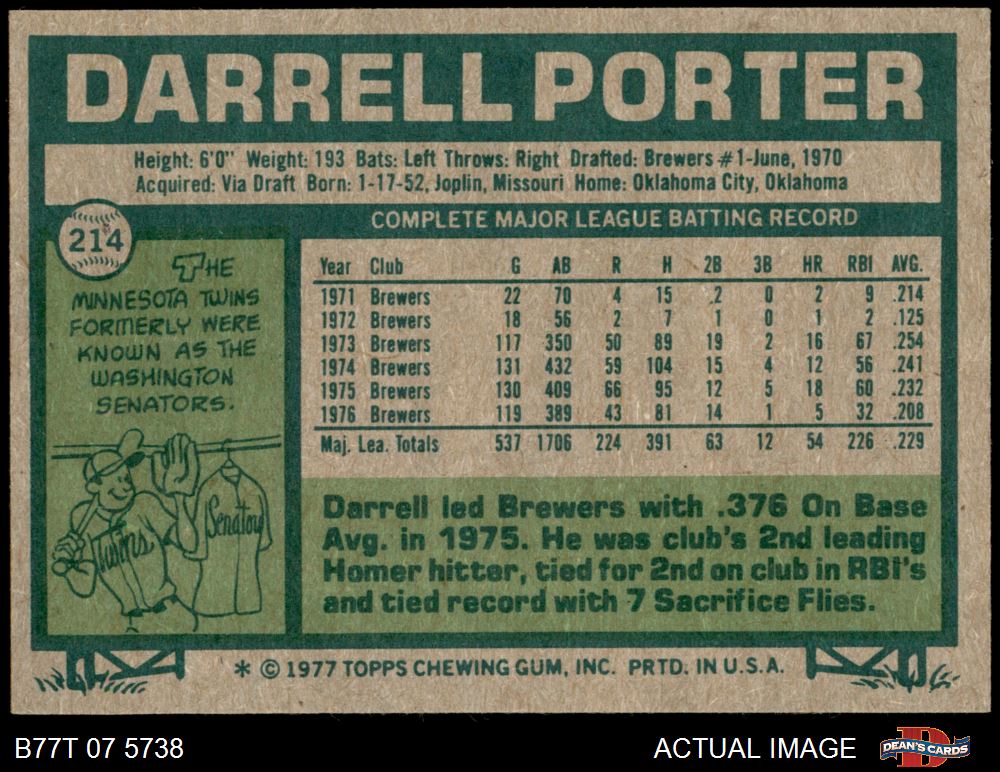 DARRELL PORTER
Height: 6'0" Weight: 193 Bats: Left Throws: Right Drafted: Brewers #1-June, 1970
Acquired: Via Draft Born: 1-17-52, Joplin, Missouri Home: Oklahoma City, Oklahoma
214
THE
MINNESOTA TWINS
FORMERLY WERE
KNOWN AS THE
WASHINGTON
SENATORS.
Twins
Senators
COMPLETE MAJOR LEAGUE BATTING RECORD
Year Club G AB R H 2B 3B HR RBI AVG.
1971 Brewers 22 70 4 15 .2 0 2 9 .214
1972 Brewers 18 56 2 7 1 0 1 2 .125
1973 Brewers 117 350 50 89 19 2 16 67 .254
1974 Brewers 131 432 59 104 15 4 12 56 .241
1975 Brewers 130 409 66 95 12 5 18 60 .232
1976 Brewers 119 389 43 81 14 1 5 32 .208
Maj. Lea. Totals 537 1706 224 391 63 12 54 226 .229
Darrell led Brewers with .376 On Base
Avg. in 1975. He was club's 2nd leading
Homer hitter, tied for 2nd on club in RBI's
and tied record with 7 Sacrifice Flies.
* © 1977 TOPPS CHEWING GUM, INC. PRTD. IN U.S.A.
B77T 07 5738 ACTUAL IMAGE DEAN'S CARDS